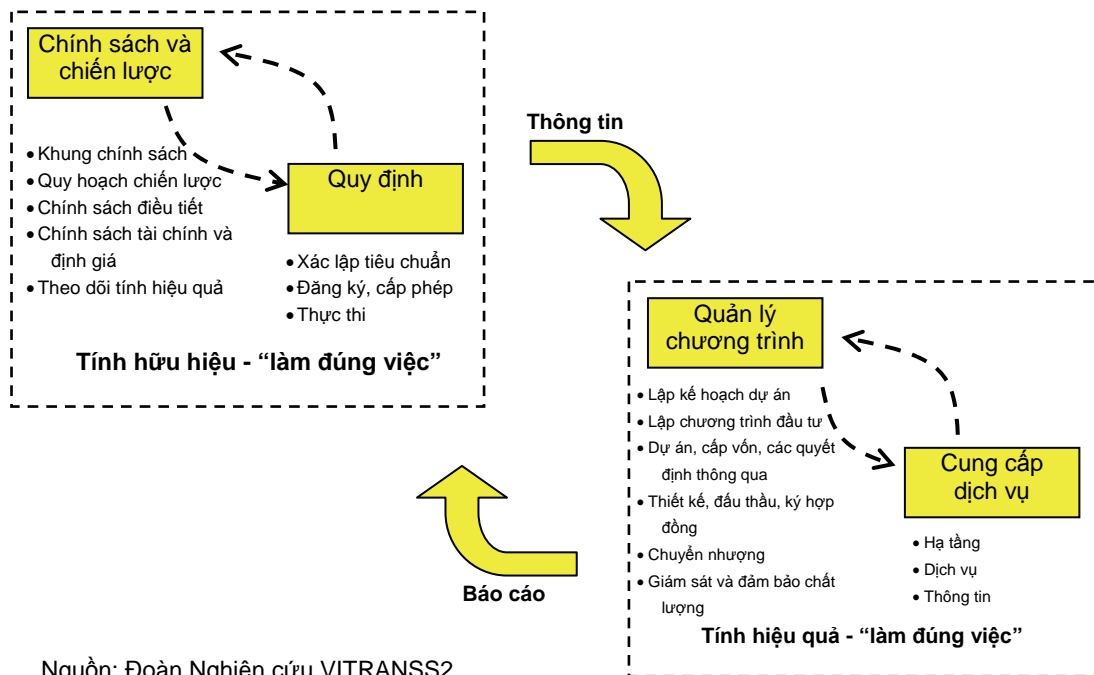 Chính sách và
chiến lược
• Khung chính sách
• Quy hoạch chiến lược
• Chính sách điều tiết
• Chính sách tài chính và
định giá
• Theo dõi tính hiệu quả
Quy định
• Xác lập tiêu chuẩn
• Đăng ký, cấp phép
• Thực thi
Tính hữu hiệu - “làm đúng việc”
Thông tin
Quản lý
chương trình
• Lập kế hoạch dự án
• Lập chương trình đầu tư
• Dự án, cấp vốn, các quyết
định thông qua
• Thiết kế, đấu thầu, ký hợp
đồng
• Chuyển nhượng
• Giám sát và đảm bảo chất
lượng
Cung cấp
dịch vụ
• Hạ tầng
• Dịch vụ
• Thông tin
Tính hiệu quả - “làm đúng việc”
Báo cáo
Nguồn: Đoàn Nghiên cứu VITRANSS2